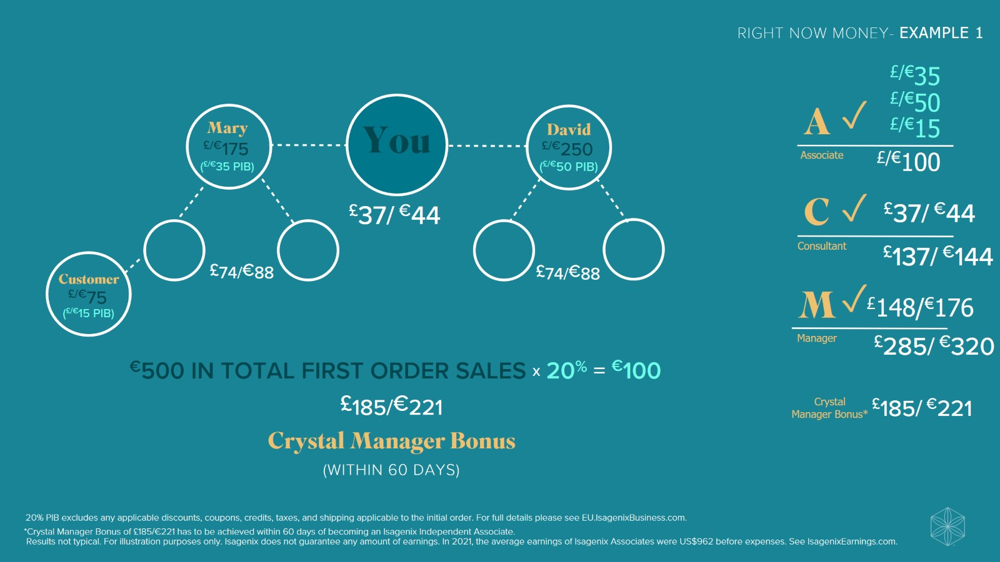 RIGHT NOW MONEY- EXAMPLE 1
Mary
£/€175
(£/€35 PIB)
You
£37/ €44
David
£/€250
(£/€50 PIB)
£74/€88
£74/€88
Customer
£/€75
(£/€15 PIB)
€500 IN TOTAL FIRST ORDER SALES x 20% = €100
£185/€221
Crystal Manager Bonus
(WITHIN 60 DAYS)
£/€35
£/€50
£/€15
A ✓
Associate
£/€100
C ✓ £37/ €44
Consultant
£137/ €144
M ✓ £148/€176
Manager
£285/ €320
Crystal
Manager Bonus* £185/ €221
20% PIB excludes any applicable discounts, coupons, credits, taxes, and shipping applicable to the initial order. For full details please see EU.IsagenixBusiness.com.
*Crystal Manager Bonus of £185/€221 has to be achieved within 60 days of becoming an Isagenix Independent Associate.
Results not typical. For illustration purposes only. Isagenix does not guarantee any amount of earnings. In 2021, the average earnings of Isagenix Associates were US$962 before expenses. See IsagenixEarnings.com.